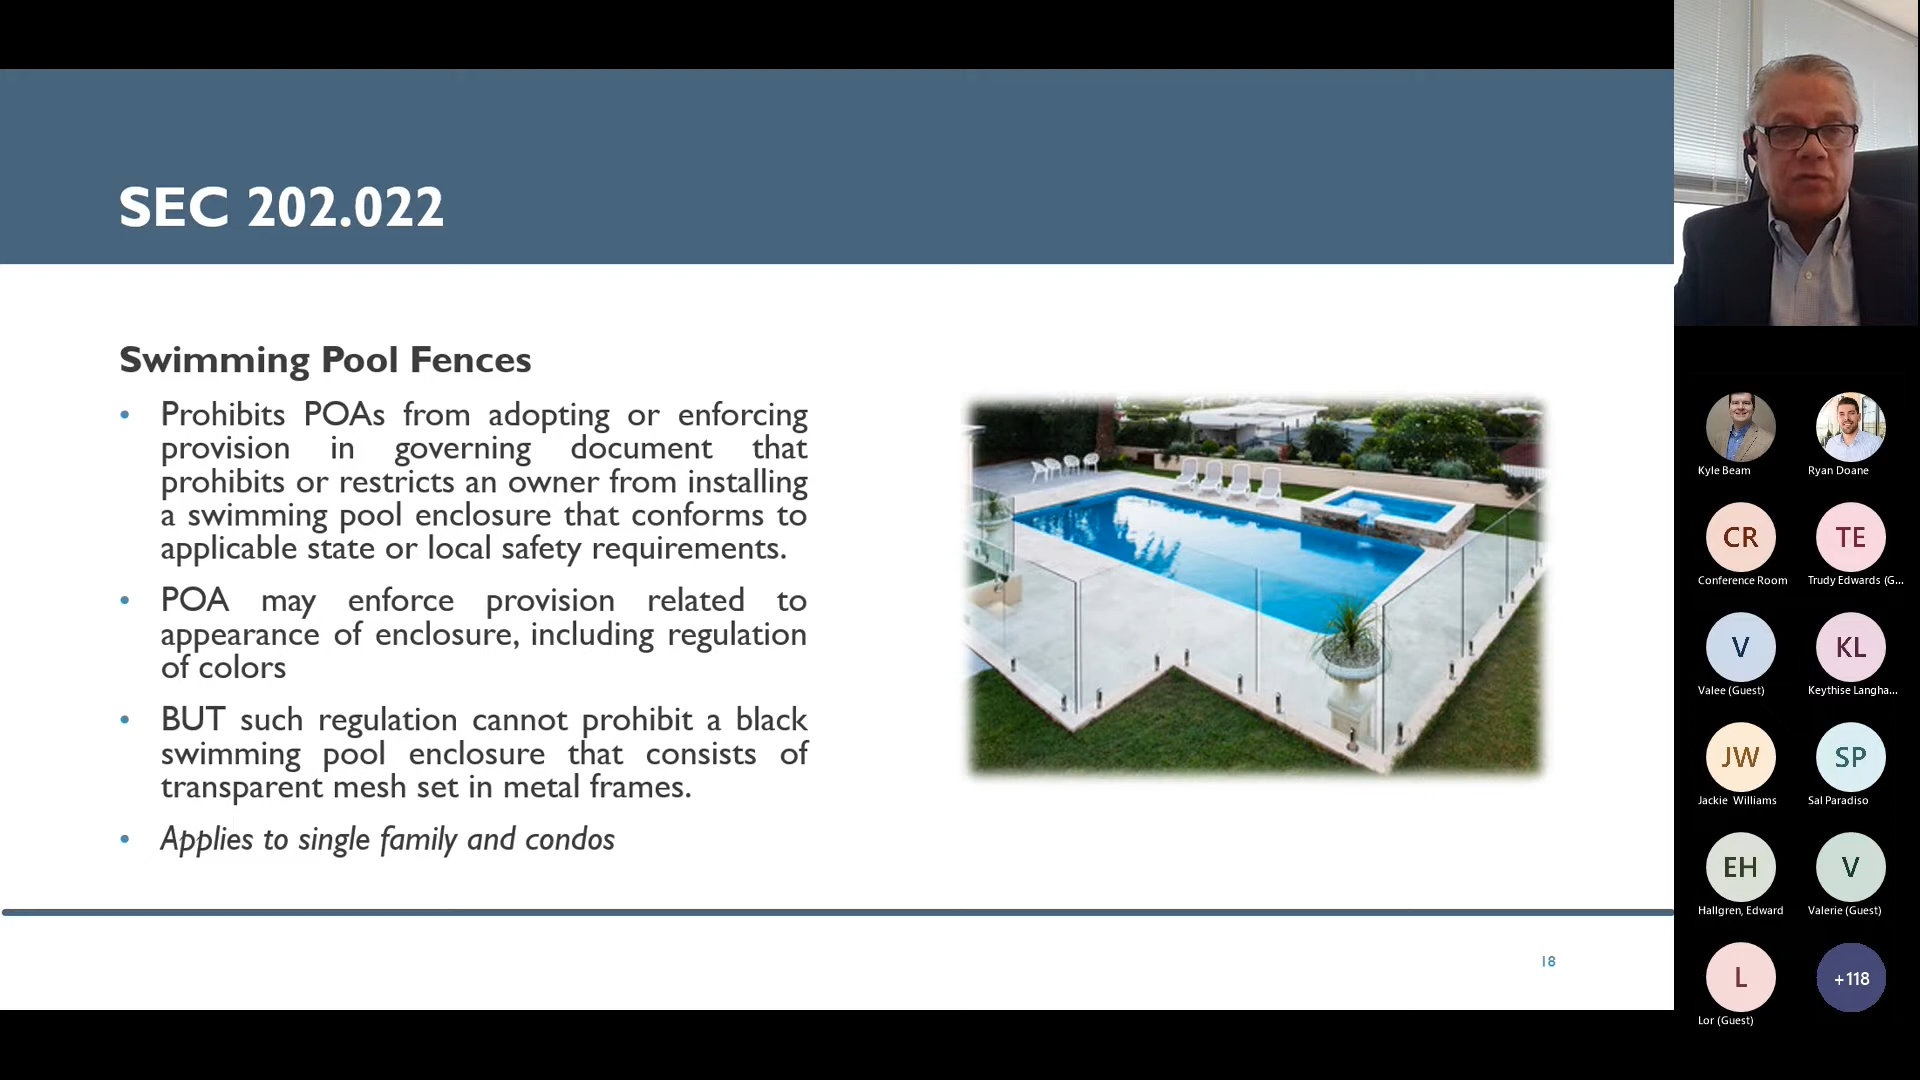 SEC 202.022
Swimming Pool Fences
• Prohibits POAs from adopting or enforcing
provision in governing document that
prohibits or restricts an owner from installing
a swimming pool enclosure that conforms to
applicable state or local safety requirements.
• POA may enforce provision related to
appearance of enclosure, including regulation
of colors
• BUT such regulation cannot prohibit a black
swimming pool enclosure that consists of
transparent mesh set in metal frames.
• Applies to single family and condos
18
Kyle Beam
Ryan Doane
CR
TE
Conference Room
Trudy Edwards (G...
V
KL
Valee (Guest)
Keythise Langha...
JW
SP
Jackie Williams
Sal Paradiso
EH
V
Hallgren, Edward
Valerie (Guest)
L
+118
Lor (Guest)